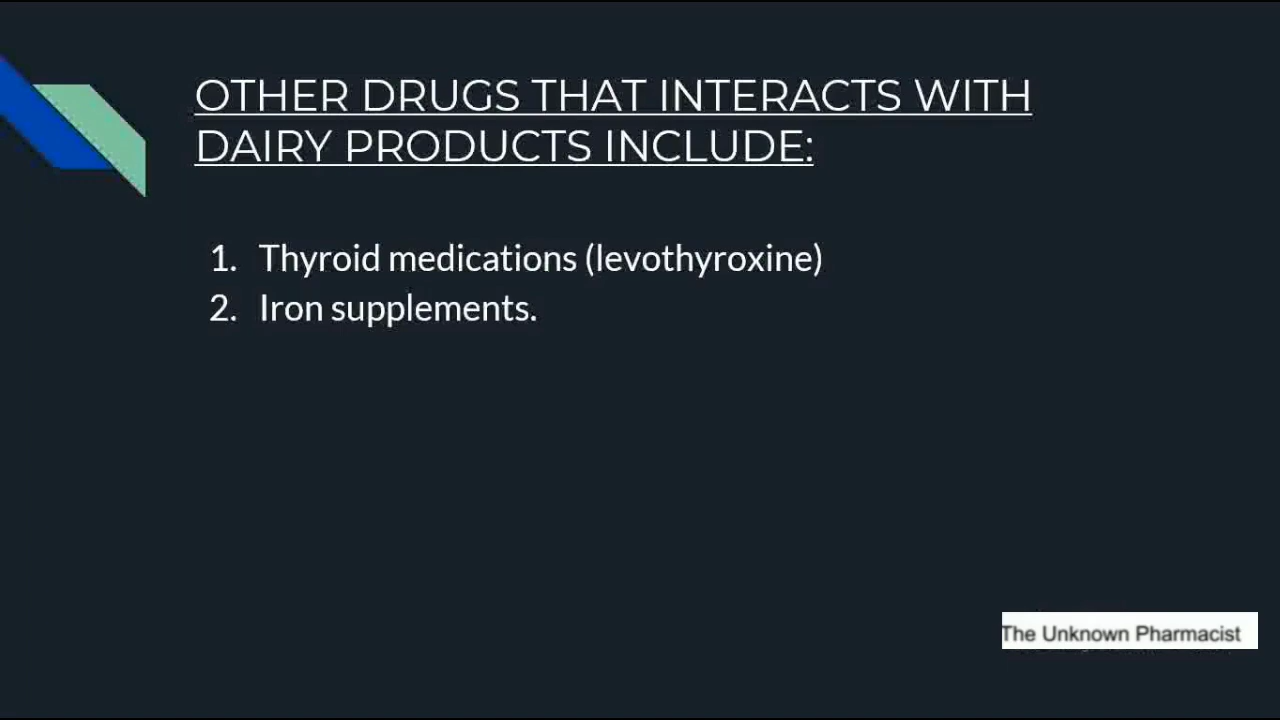 OTHER DRUGS THAT INTERACTS WITH
DAIRY PRODUCTS INCLUDE:
1. Thyroid medications (levothyroxine)
2. Iron supplements.
The Unknown Pharmacist